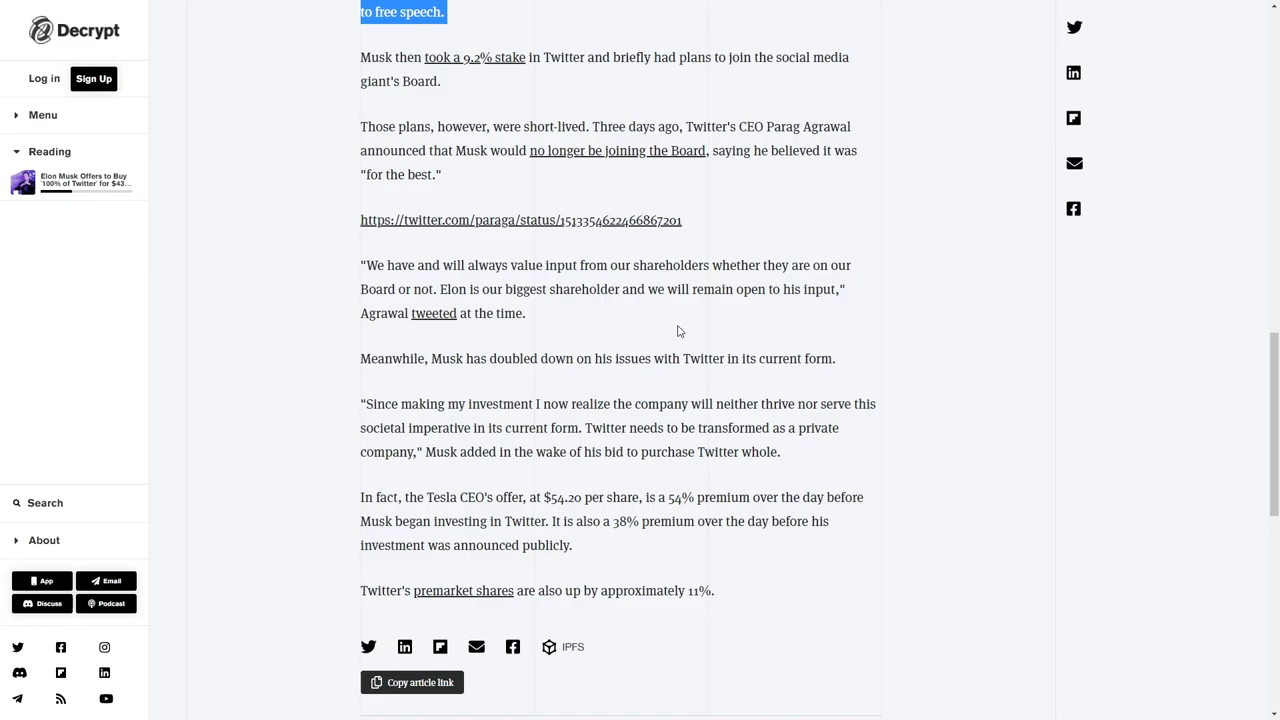 Decrypt
Log in
Sign Up
Menu
Reading
Elon Musk Offers to Buy
'100% of Twitter' for $43...
Search
About
App
Email
Discuss
Podcast
to free speech.
Musk then took a 9.2% stake in Twitter and briefly had plans to join the social media
giant's Board.
Those plans, however, were short-lived. Three days ago, Twitter's CEO Parag Agrawal
announced that Musk would no longer be joining the Board, saying he believed it was
"for the best."
https://twitter.com/paraga/status/1513354622466867201
"We have and will always value input from our shareholders whether they are on our
Board or not. Elon is our biggest shareholder and we will remain open to his input,"
Agrawal tweeted at the time.
Meanwhile, Musk has doubled down on his issues with Twitter in its current form.
"Since making my investment I now realize the company will neither thrive nor serve this
societal imperative in its current form. Twitter needs to be transformed as a private
company," Musk added in the wake of his bid to purchase Twitter whole.
In fact, the Tesla CEO's offer, at $54.20 per share, is a 54% premium over the day before
Musk began investing in Twitter. It is also a 38% premium over the day before his
investment was announced publicly.
Twitter's premarket shares are also up by approximately 11%.
IPFS
Copy article link